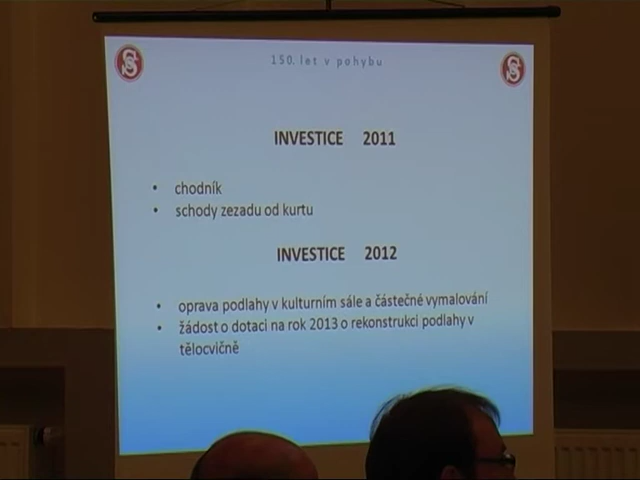 150. let v pohybu
INVESTICE 2011
• chodník
• schody zezadu od kurtu
INVESTICE 2012
• oprava podlahy v kulturním sále a částečné vymalování
• žádost o dotaci na rok 2013 o rekonstrukci podlahy v
tělocvičně